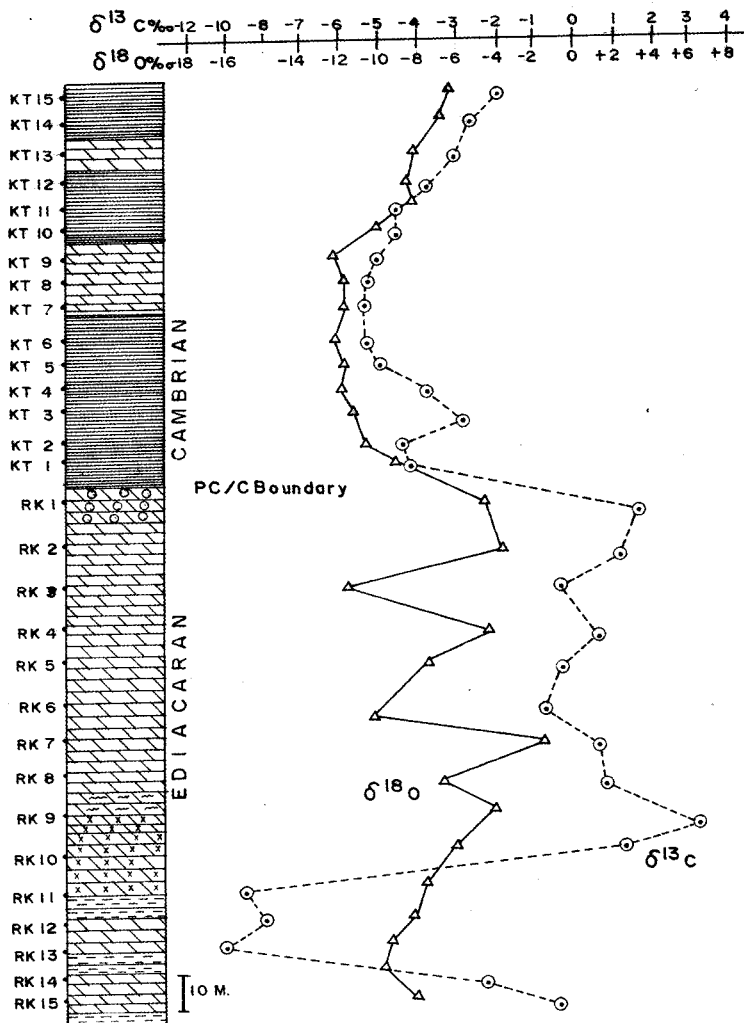 δ13 C‰ -12 -10 -8 -6 -5 -4 -3 -2 -1 0 1 2 4
δ18 O‰ -18 -16 -14 -12 -10 -8 -6 -4 -2 0 +2 +4 +6 +8
KT 15
KT 14
KT 13
KT 12
KT 11
KT 10
KT 9
KT 8
KT 7
KT 6
KT 5
KT 4
KT 3
KT 2
KT 1
CAMBRIAN
PC/C Boundary
RK 1
RK 2
RK 3
RK 4
RK 5
RK 6
RK 7
RK 8
RK 9
RK 10
RK 11
RK 12
RK 13
RK 14
RK 15
EDIACARAN
δ18 O
δ13 C
10 M.